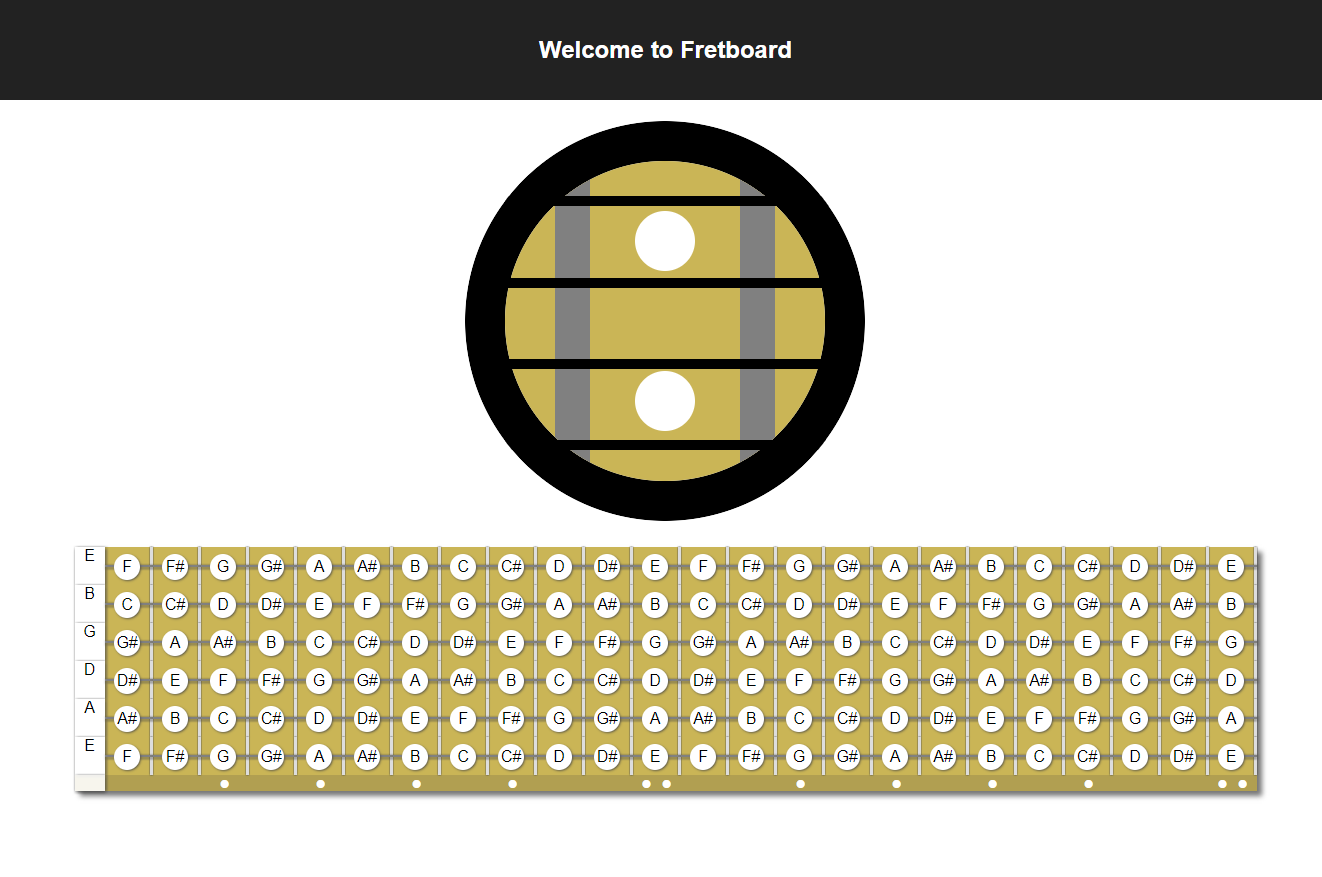 Welcome to Fretboard
E F F# G G# A A# B C C# D D# E F F# G G# A A# B C C# D D# E
B C C# D D# E F F# G G# A A# B C C# D D# E F F# G G# A A# B
G G# A A# B C C# D D# E F F# G G# A A# B C C# D D# E F F# G
D D# E F F# G G# A A# B C C# D D# E F F# G G# A A# B C C# D
A A# B C C# D D# E F F# G G# A A# B C C# D D# E F F# G G# A
E F F# G G# A A# B C C# D D# E F F# G G# A A# B C C# D D# E